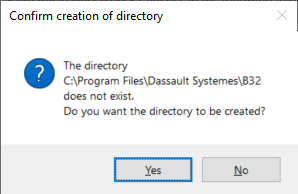 Confirm creation of directory
The directory
C:\Program Files\Dassault Systemes\B32
does not exist.
Do you want the directory to be created?
Yes
No